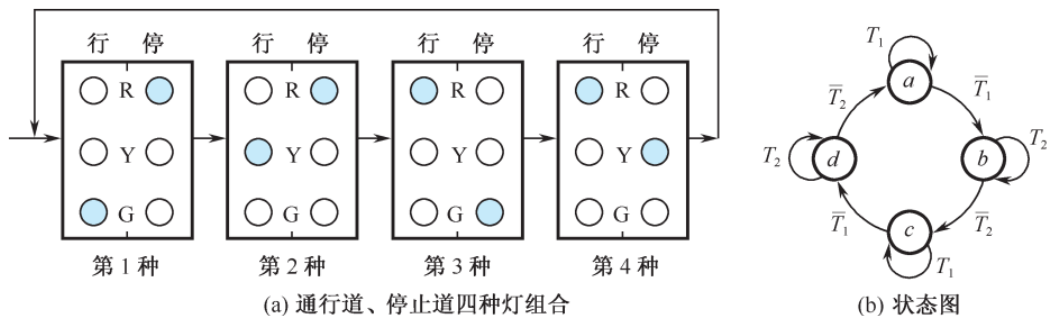 行 停 行 停 行 停 行 停
R R R R
Y Y Y Y
G G G G
第 1 种 第 2 种 第 3 种 第 4 种
(a) 通行道、停止道四种灯组合
T₁
a
T̅₂ T̅₁
T₂ d b T₂
T̅₁ c T̅₂
T₁
(b) 状态图